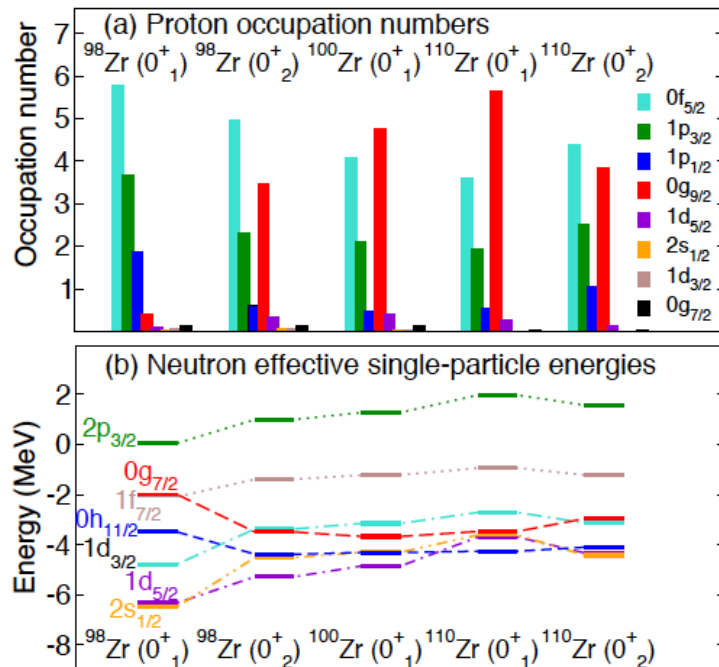 (a) Proton occupation numbers
⁹⁸Zr (0⁺₁) ⁹⁸Zr (0⁺₂) ¹⁰⁰Zr (0⁺₁) ¹¹⁰Zr (0⁺₁) ¹¹⁰Zr (0⁺₂)
Occupation number
7
6
5
4
3
2
1
0f₅/₂
1p₃/₂
1p₁/₂
0g₉/₂
1d₅/₂
2s₁/₂
1d₃/₂
0g₇/₂
(b) Neutron effective single-particle energies
Energy (MeV)
2
0
-2
-4
-6
-8
2p₃/₂
0g₇/₂
1f₇/₂
0h₁₁/₂
1d₃/₂
1d₅/₂
2s₁/₂
⁹⁸Zr (0⁺₁) ⁹⁸Zr (0⁺₂) ¹⁰⁰Zr (0⁺₁) ¹¹⁰Zr (0⁺₁) ¹¹⁰Zr (0⁺₂)